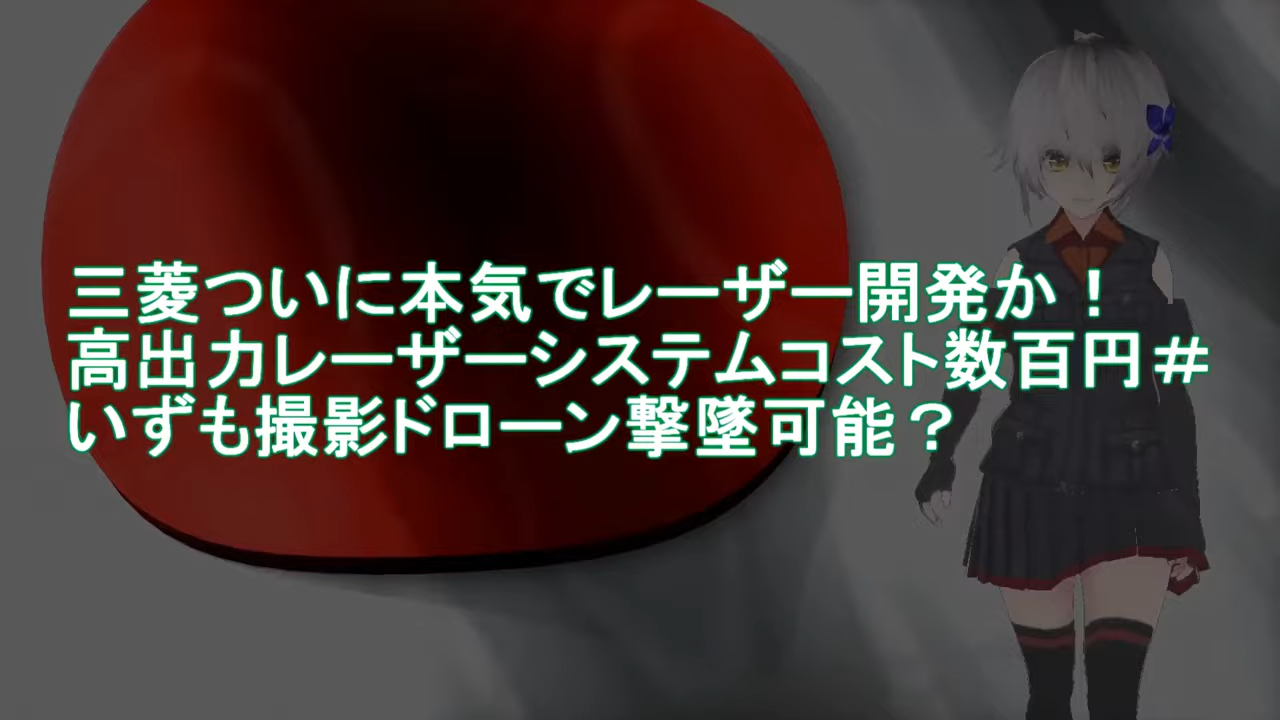 三菱ついに本気でレーザー開発か！
高出力レーザーシステムコスト数百円＃
いずも撮影ドローン撃墜可能？